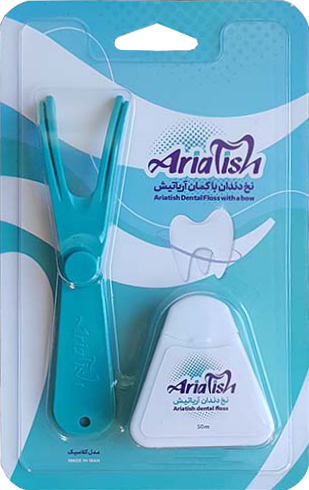 AriaTish
نخ دندان با کمان آریاتیش
Ariatish Dental Floss with a bow
AriaTish
AriaTish
نخ دندان آریاتیش
Ariatish dental floss
50m
مدل کلاسیک
MADE IN IRAN